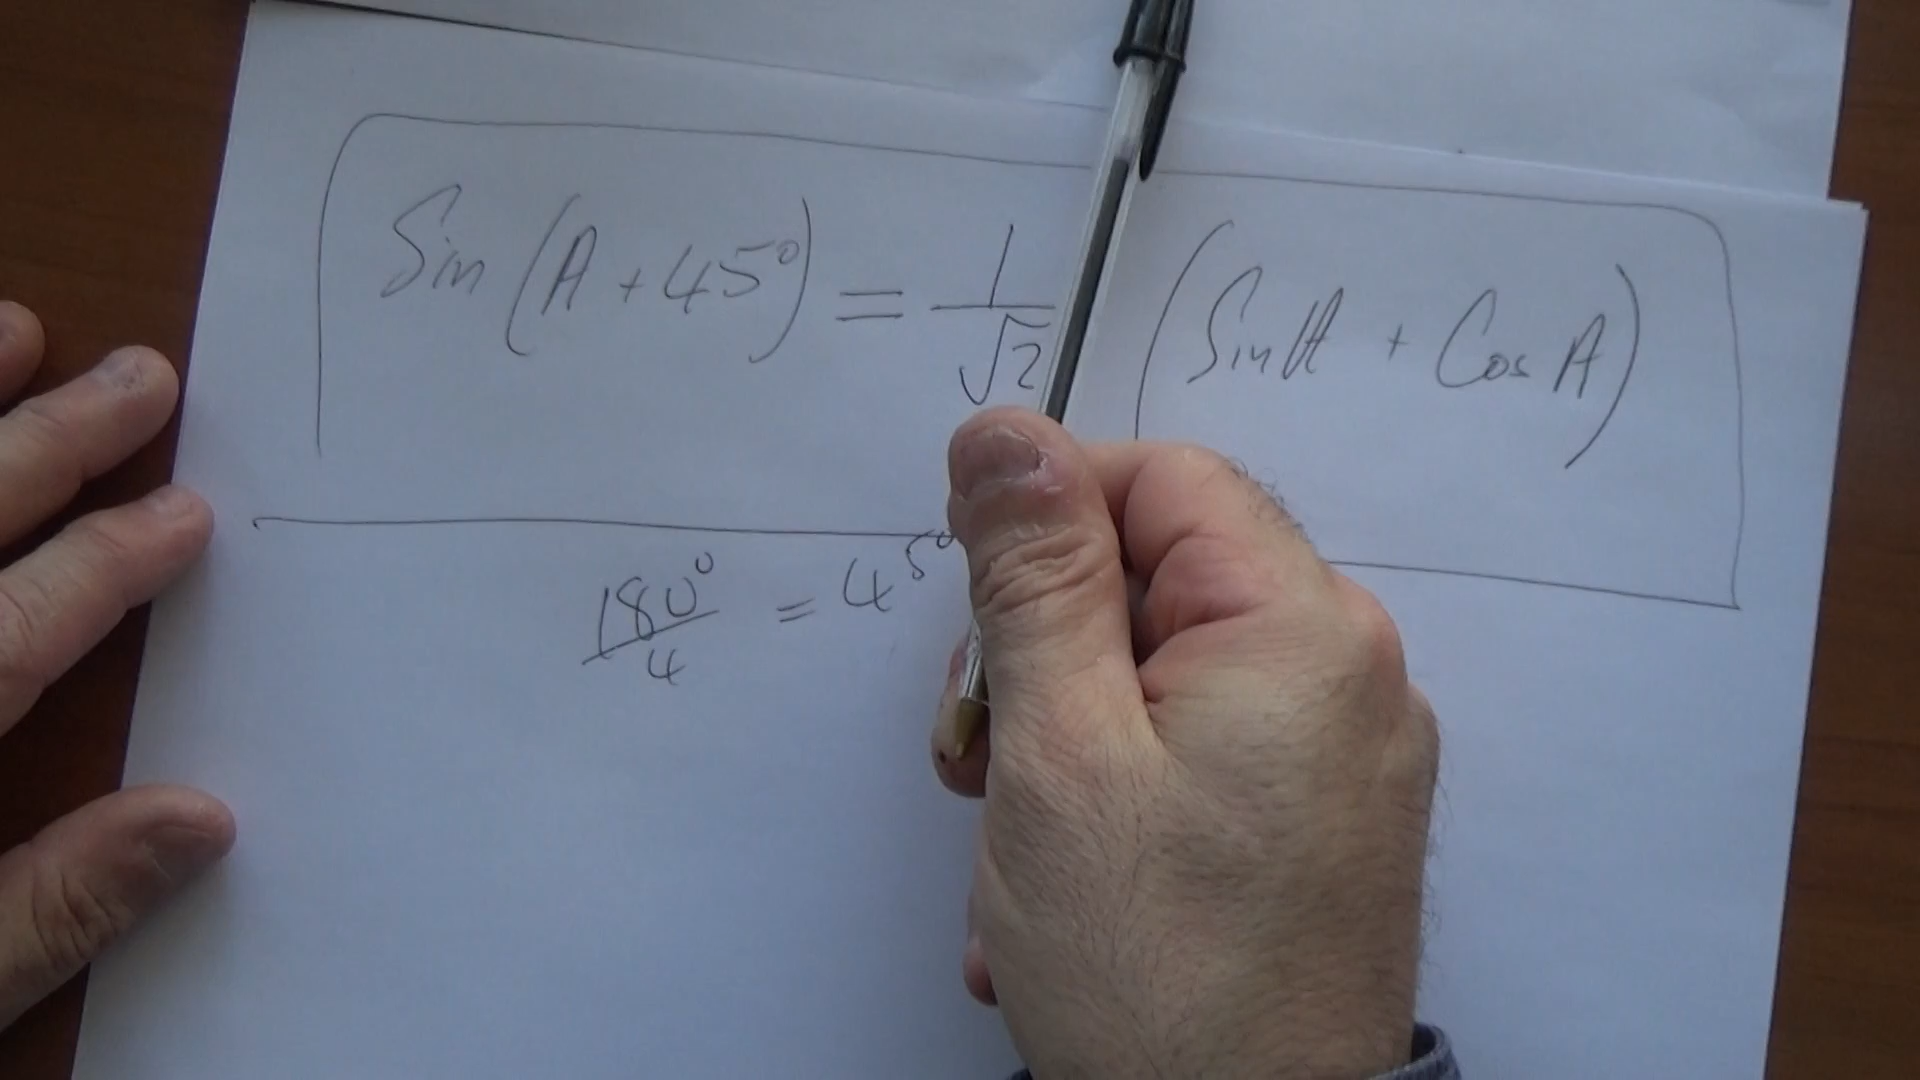 Sin (A + 45°) = 1/√2 (Sin A + Cos A)
180°/4 = 45°